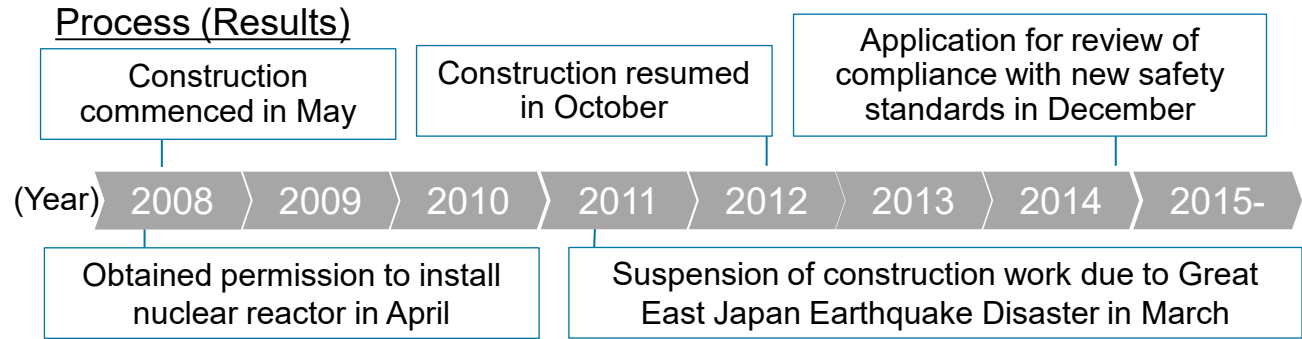 Process (Results)
Construction
commenced in May
Construction resumed
in October
Application for review of
compliance with new safety
standards in December
(Year) 2008 2009 2010 2011 2012 2013 2014 2015-
Obtained permission to install
nuclear reactor in April
Suspension of construction work due to Great
East Japan Earthquake Disaster in March